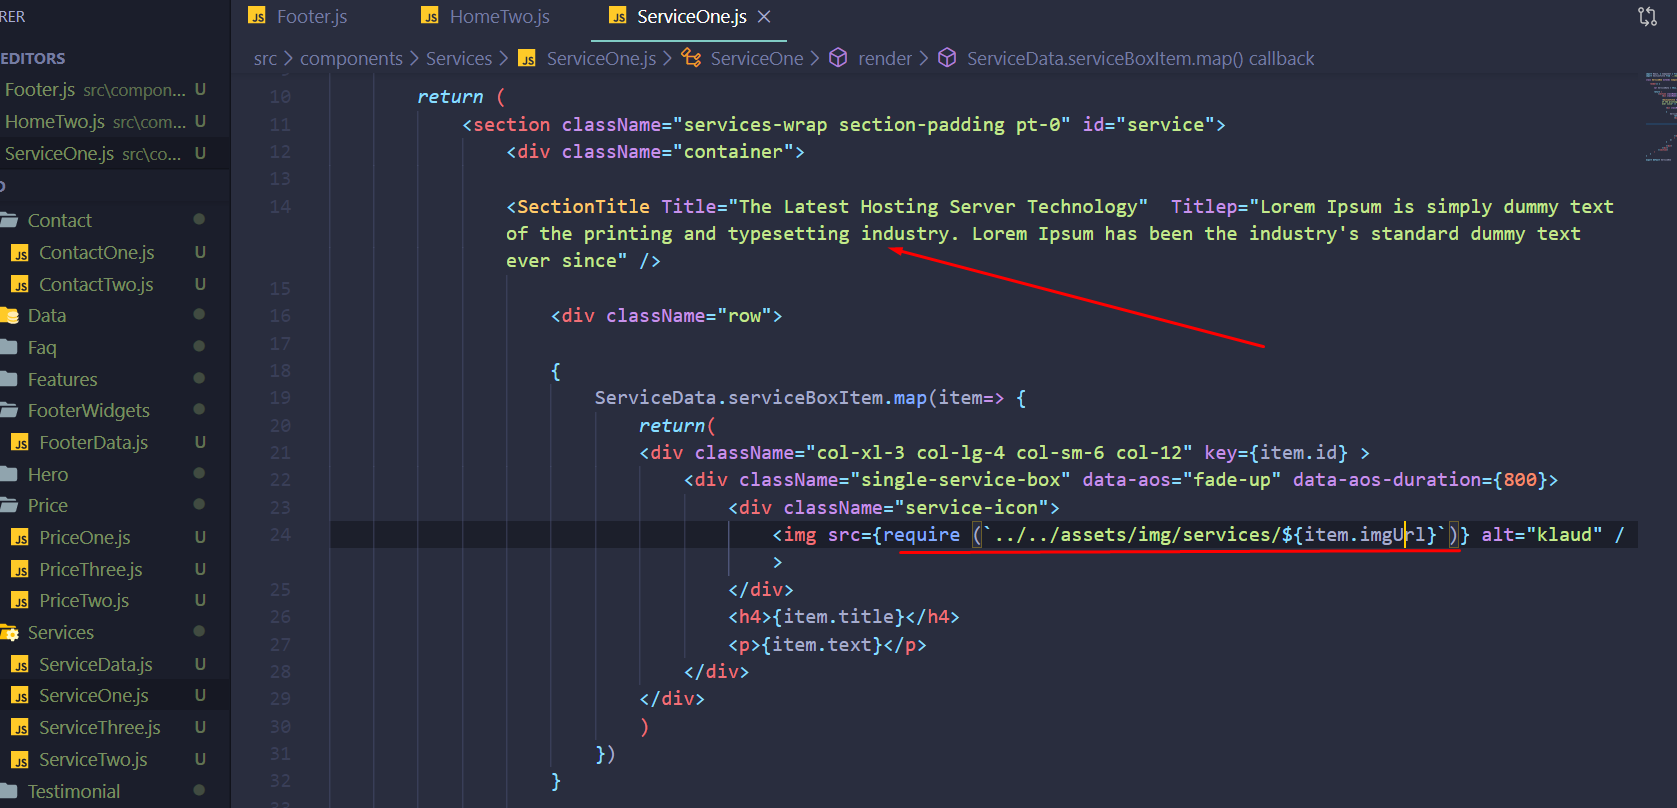 RER
Footer.js
HomeTwo.js
ServiceOne.js
EDITORS
Footer.js src\compon... U
HomeTwo.js src\com... U
ServiceOne.js src\co... U
Contact
ContactOne.js U
ContactTwo.js U
Data
Faq
Features
FooterWidgets
FooterData.js U
Hero
Price
PriceOne.js U
PriceThree.js U
PriceTwo.js U
Services
ServiceData.js U
ServiceOne.js U
ServiceThree.js U
ServiceTwo.js U
Testimonial
src > components > Services > JS ServiceOne.js > ServiceOne > render > ServiceData.serviceBoxItem.map() callback
10 return (
11 <section className="services-wrap section-padding pt-0" id="service">
12 <div className="container">
13
14 <SectionTitle Title="The Latest Hosting Server Technology"  Titlep="Lorem Ipsum is simply dummy text
of the printing and typesetting industry. Lorem Ipsum has been the industry's standard dummy text
ever since" />
15
16 <div className="row">
17
18 {
19 ServiceData.serviceBoxItem.map(item=> {
20 return(
21 <div className="col-xl-3 col-lg-4 col-sm-6 col-12" key={item.id} >
22 <div className="single-service-box" data-aos="fade-up" data-aos-duration={800}>
23 <div className="service-icon">
24 <img src={require (`../../assets/img/services/${item.imgUrl}`)} alt="klaud" /
>
25 </div>
26 <h4>{item.title}</h4>
27 <p>{item.text}</p>
28 </div>
29 </div>
30 )
31 })
32 }